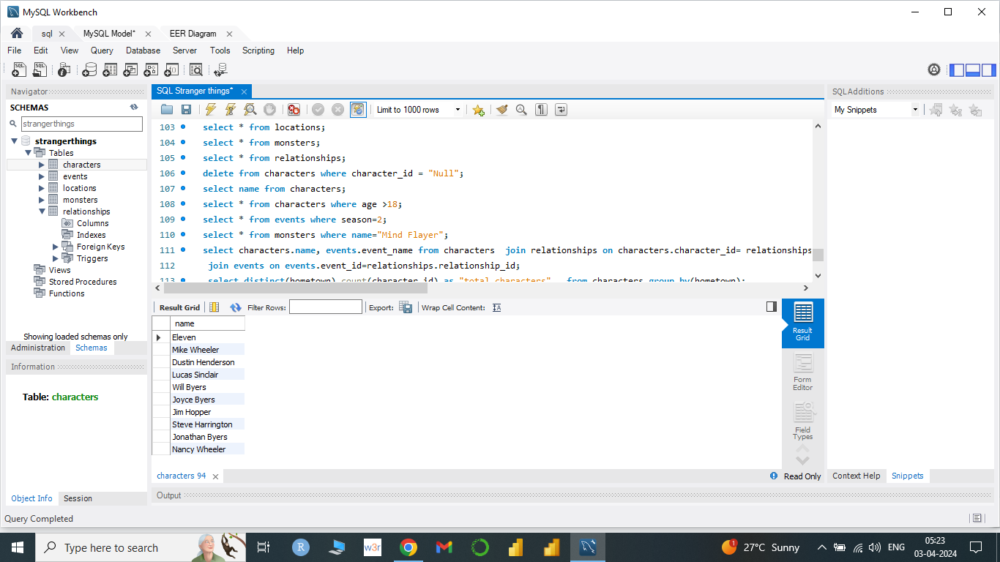 MySQL Workbench
sql
MySQL Model*
EER Diagram
File Edit View Query Database Server Tools Scripting Help
Navigator
SCHEMAS
strangerthings
strangerthings
Tables
characters
events
locations
monsters
relationships
Columns
Indexes
Foreign Keys
Triggers
Views
Stored Procedures
Functions
Showing loaded schemas only
Administration Schemas
Information
Table: characters
Object Info Session
SQL Stranger things*
Limit to 1000 rows
103 select * from locations;
104 select * from monsters;
105 select * from relationships;
106 delete from characters where character_id = "Null";
107 select name from characters;
108 select * from characters where age >18;
109 select * from events where season=2;
110 select * from monsters where name="Mind Flayer";
111 select characters.name, events.event_name from characters  join relationships on characters.character_id= relationships
112 join events on events.event_id=relationships.relationship_id;
113 select distinct(hometown),count(character_id) as "total characters"  from characters group by(hometown);
Result Grid Filter Rows: Export: Wrap Cell Content:
name
Eleven
Mike Wheeler
Dustin Henderson
Lucas Sinclair
Will Byers
Joyce Byers
Jim Hopper
Steve Harrington
Jonathan Byers
Nancy Wheeler
Result
Grid
Form
Editor
Field
Types
characters 94
Read Only
Output
SQLAdditions
My Snippets
Context Help Snippets
Query Completed
Type here to search
R
w3r
1
27°C Sunny
ENG
05:23
03-04-2024